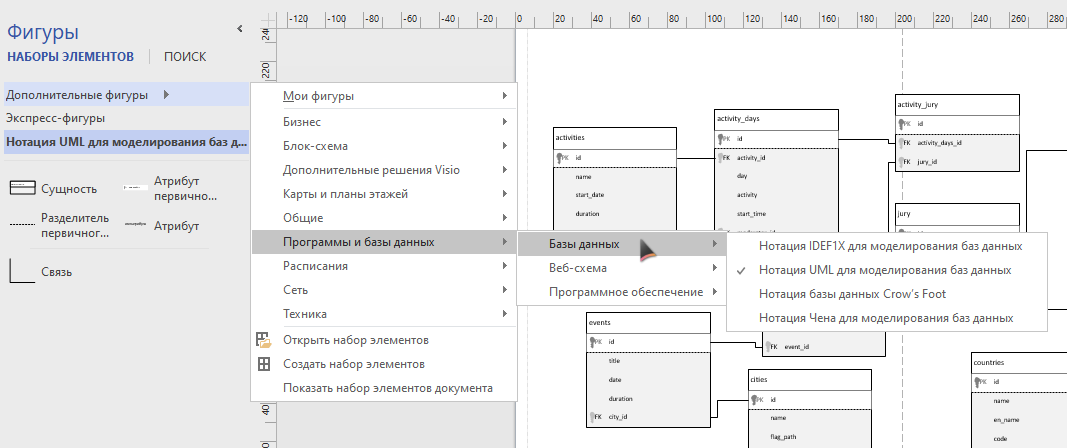 Фигуры
НАБОРЫ ЭЛЕМЕНТОВ
ПОИСК
Дополнительные фигуры
Экспресс-фигуры
Нотация UML для моделирования баз д...
Сущность
Атрибут
первично...
Разделитель
первичног...
Атрибут
Связь
Мои фигуры
Бизнес
Блок-схема
Дополнительные решения Visio
Карты и планы этажей
Общие
Программы и базы данных
Расписания
Сеть
Техника
Открыть набор элементов
Создать набор элементов
Показать набор элементов документа
Базы данных
Веб-схема
Программное обеспечение
Нотация IDEF1X для моделирования баз данных
Нотация UML для моделирования баз данных
Нотация базы данных Crow's Foot
Нотация Чена для моделирования баз данных
-120 -100 -80 -60 -40 -20 0 20 40 60 80 100 120 140 160 180 200 220 240 260 280
240
220
-40
activities
PK id
name
start_date
duration
activity_days
PK id
FK activity_id
day
activity
start_time
activity_jury
PK id
FK activity_days_id
FK jury_id
jury
events
PK id
title
date
duration
FK city_id
FK event_id
cities
PK id
name
flag_path
countries
PK id
name
en_name
code